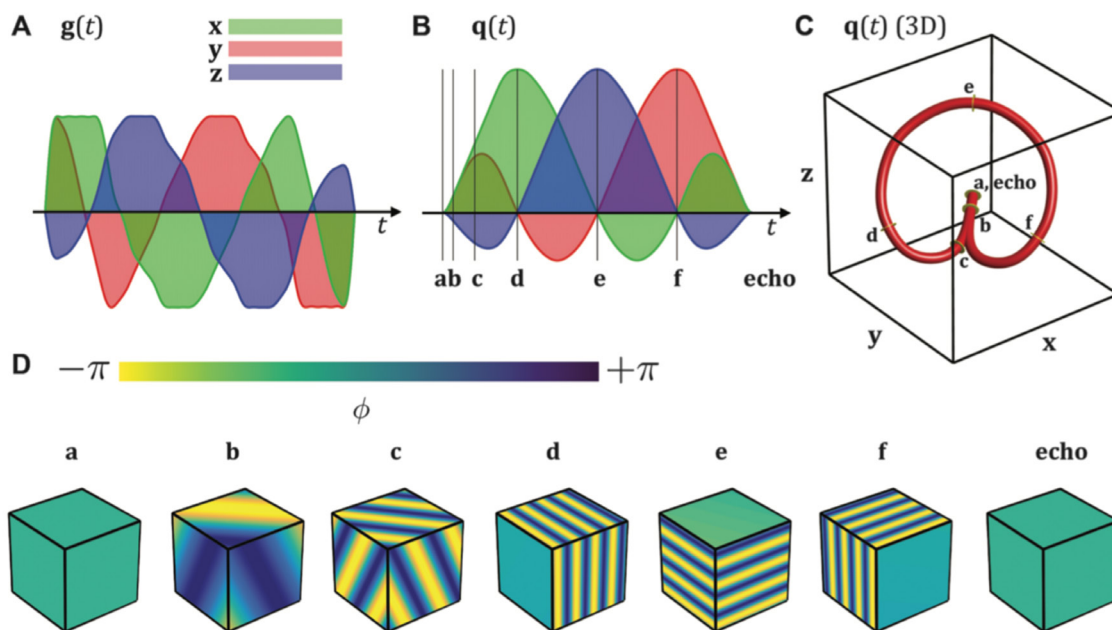 A g(t)
x
y
z
t
B q(t)
a b c d e f echo
t
C q(t) (3D)
e
z
a, echo
d
b
f
c
y
x
D −π +π
ϕ
a b c d e f echo